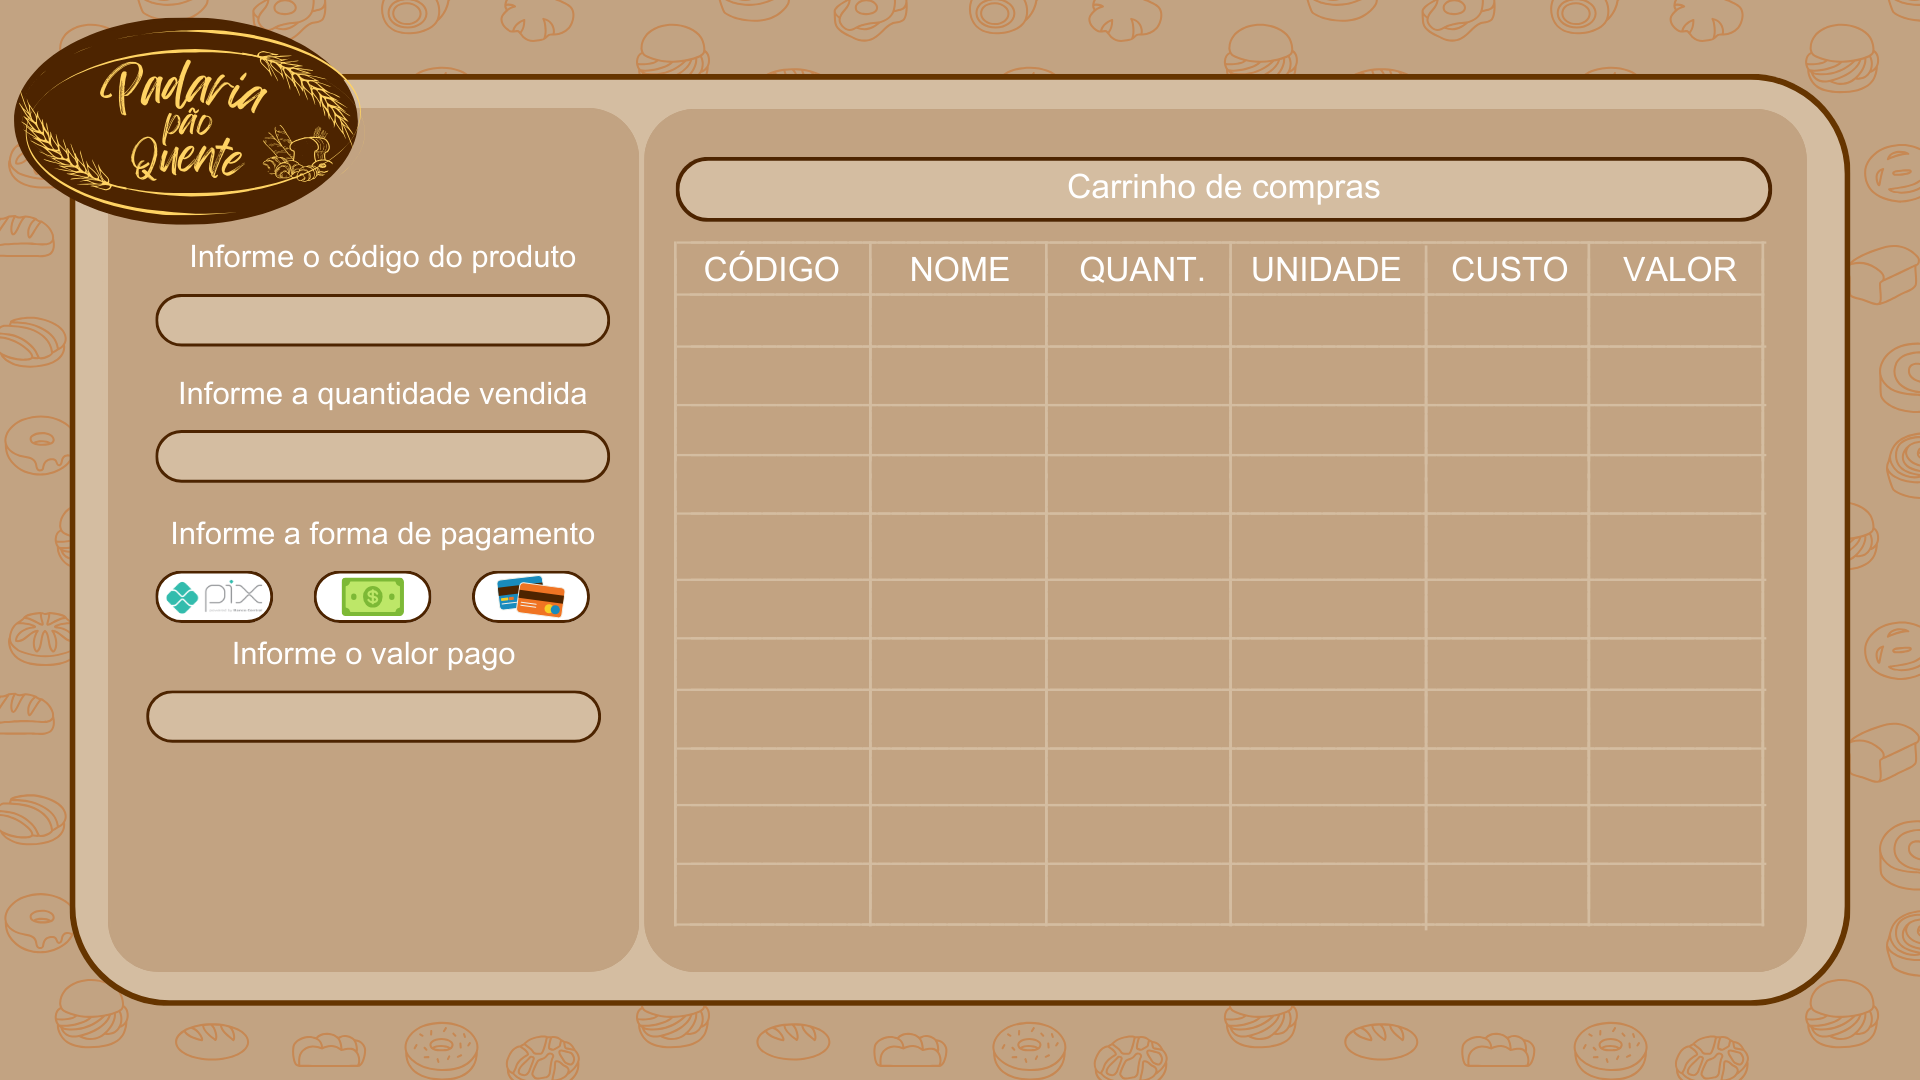 Padaria
pão
Quente
Informe o código do produto
Informe a quantidade vendida
Informe a forma de pagamento
pix
Informe o valor pago
Carrinho de compras
CÓDIGO NOME QUANT. UNIDADE CUSTO VALOR